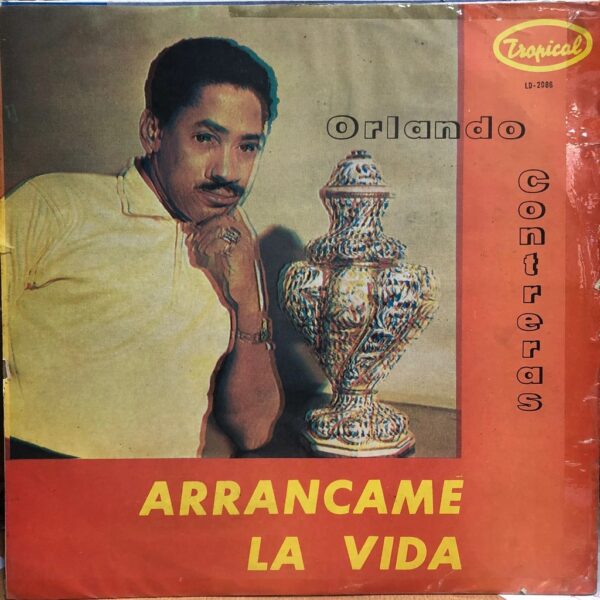 Tropical
LD-2086
Orlando
Contreras
ARRANCAME
LA VIDA